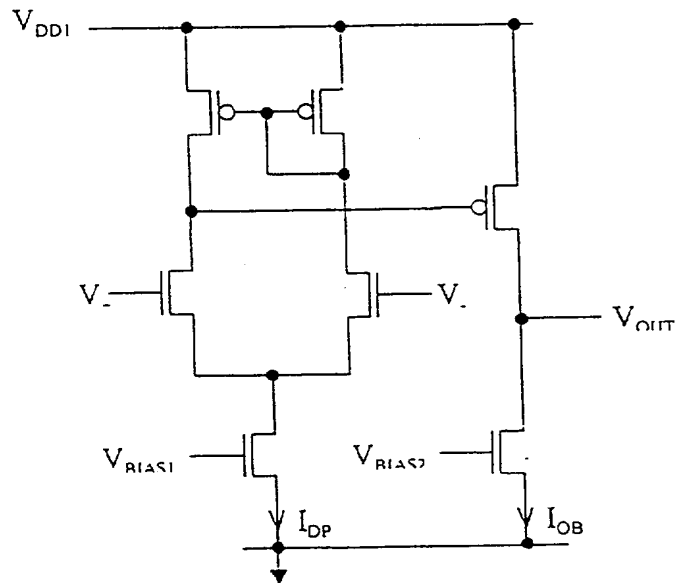 VDD1
V-
V-
VOUT
VBIAS1
VBIAS2
IDP
IOB